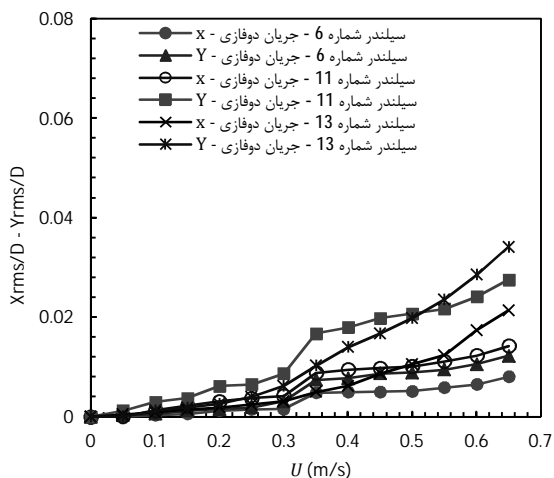 0.08
0.06
0.04
0.02
0
Xrms/D - Yrms/D
سیلندر شماره 6 - جریان دوفازی - x
سیلندر شماره 6 - جریان دوفازی - Y
سیلندر شماره 11 - جریان دوفازی - x
سیلندر شماره 11 - جریان دوفازی - Y
سیلندر شماره 13 - جریان دوفازی - x
سیلندر شماره 13 - جریان دوفازی - Y
0 0.1 0.2 0.3 0.4 0.5 0.6 0.7
U (m/s)